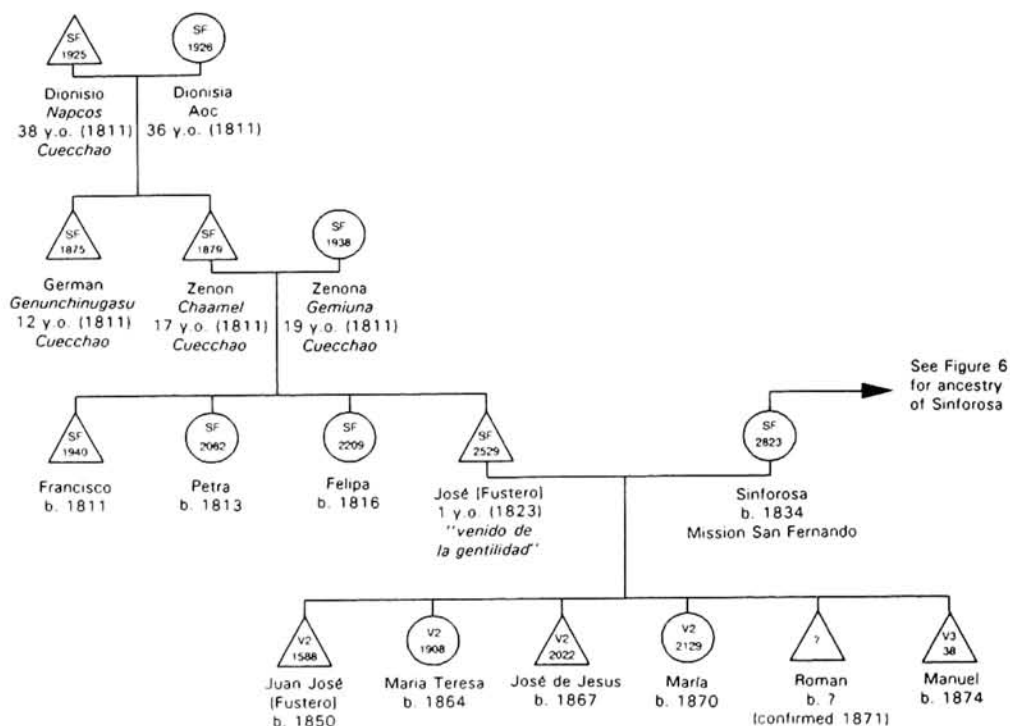 SF
1925
SF
1926
Dionisio
Napcos
38 y.o. (1811)
Cuecchao
Dionisia
Aoc
36 y.o. (1811)
SF
1875
SF
1879
SF
1938
German
Genunchinugasu
12 y.o. (1811)
Cuecchao
Zenon
Chaamel
17 y.o. (1811)
Cuecchao
Zenona
Gemiuna
19 y.o. (1811)
Cuecchao
See Figure 6
for ancestry
of Sinforosa
SF
1940
SF
2062
SF
2209
SF
2529
SF
2823
Francisco
b. 1811
Petra
b. 1813
Felipa
b. 1816
José [Fustero]
1 y.o. (1823)
"venido de
la gentilidad"
Sinforosa
b. 1834
Mission San Fernando
V2
1588
V2
1908
V2
2022
V2
2129
?
V3
38
Juan José
[Fustero]
b. 1850
Maria Teresa
b. 1864
José de Jesus
b. 1867
María
b. 1870
Roman
b. ?
[confirmed 1871]
Manuel
b. 1874